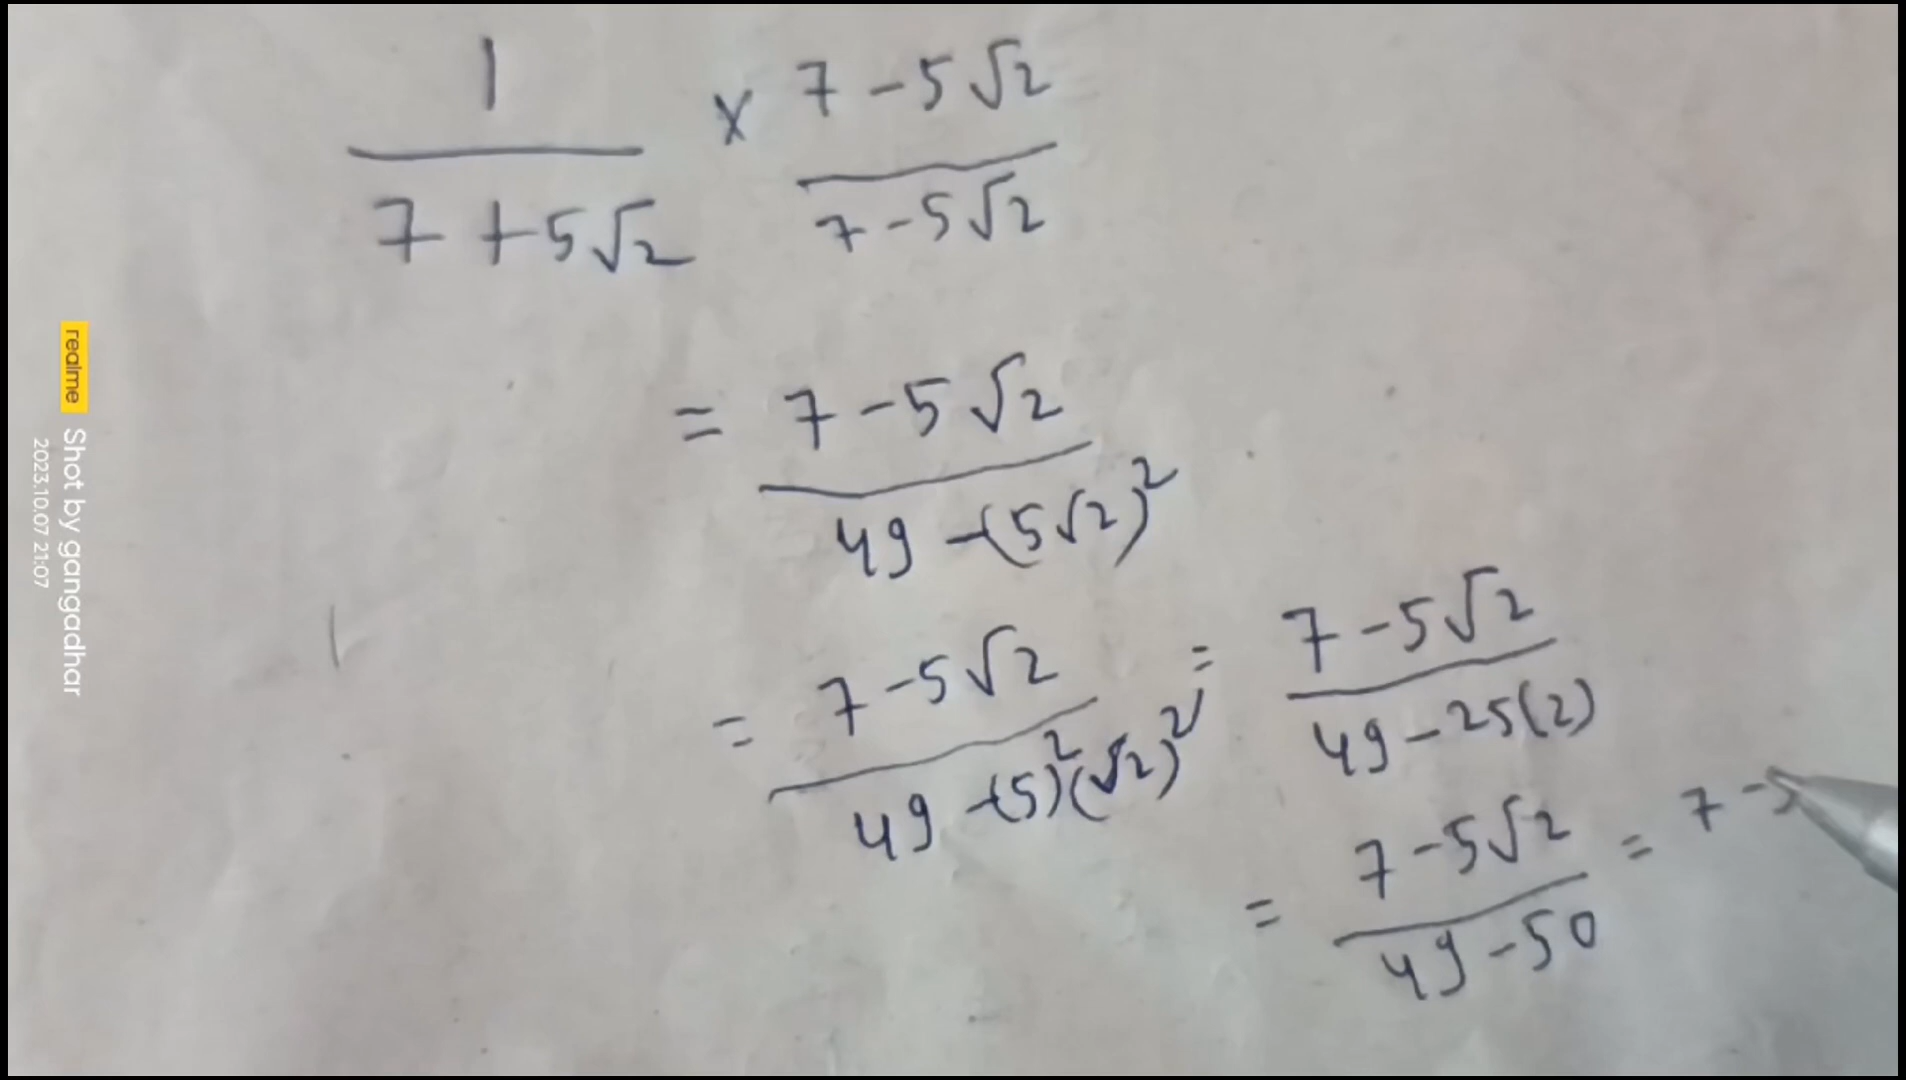 1/(7+5√2) × (7-5√2)/(7-5√2)
= (7-5√2)/(49-(5√2)²)
= (7-5√2)/(49-(5)²(√2)²) = (7-5√2)/(49-25(2))
= (7-5√2)/(49-50) = 7-
realme
Shot by gangadhar
2023.10.07 21:07